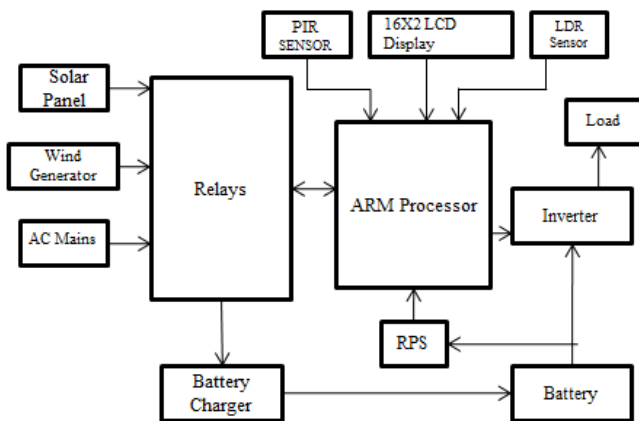 PIR
SENSOR
16X2 LCD
Display
LDR
Sensor
Solar
Panel
Wind
Generator
AC Mains
Relays
ARM Processor
Load
Inverter
RPS
Battery
Charger
Battery